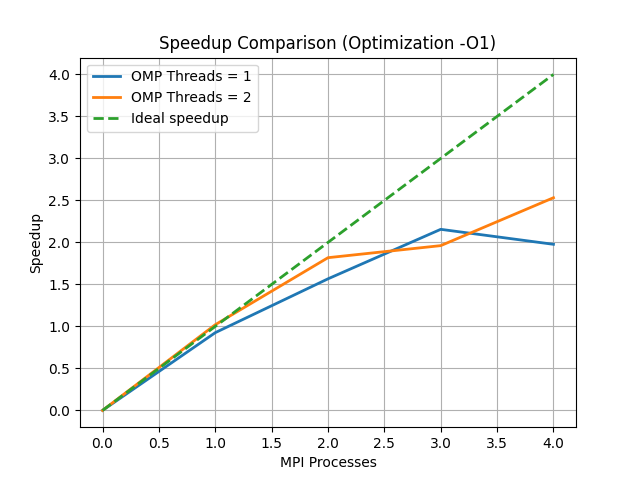 Speedup Comparison (Optimization -O1)
OMP Threads = 1
OMP Threads = 2
Ideal speedup
Speedup
4.0
3.5
3.0
2.5
2.0
1.5
1.0
0.5
0.0
0.0 0.5 1.0 1.5 2.0 2.5 3.0 3.5 4.0
MPI Processes